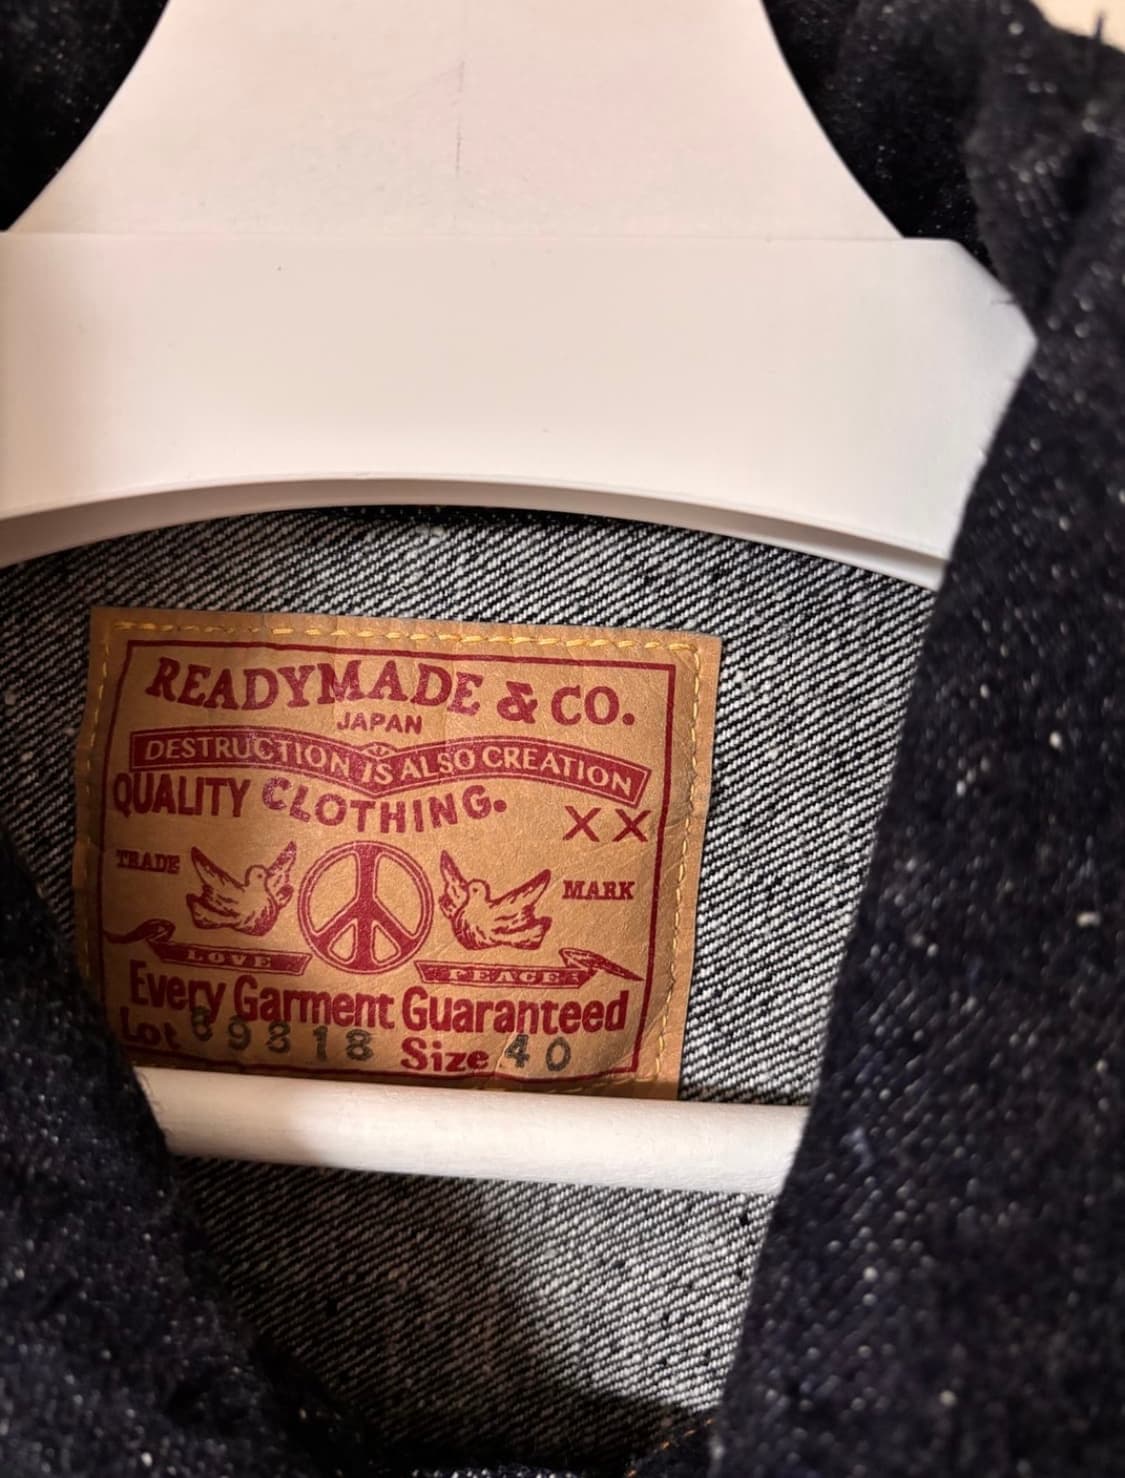 READYMADE & CO.
JAPAN
DESTRUCTION IS ALSO CREATION
QUALITY CLOTHING.
XX
TRADE MARK
LOVE PEACE
Every Garment Guaranteed
Lot Size 40